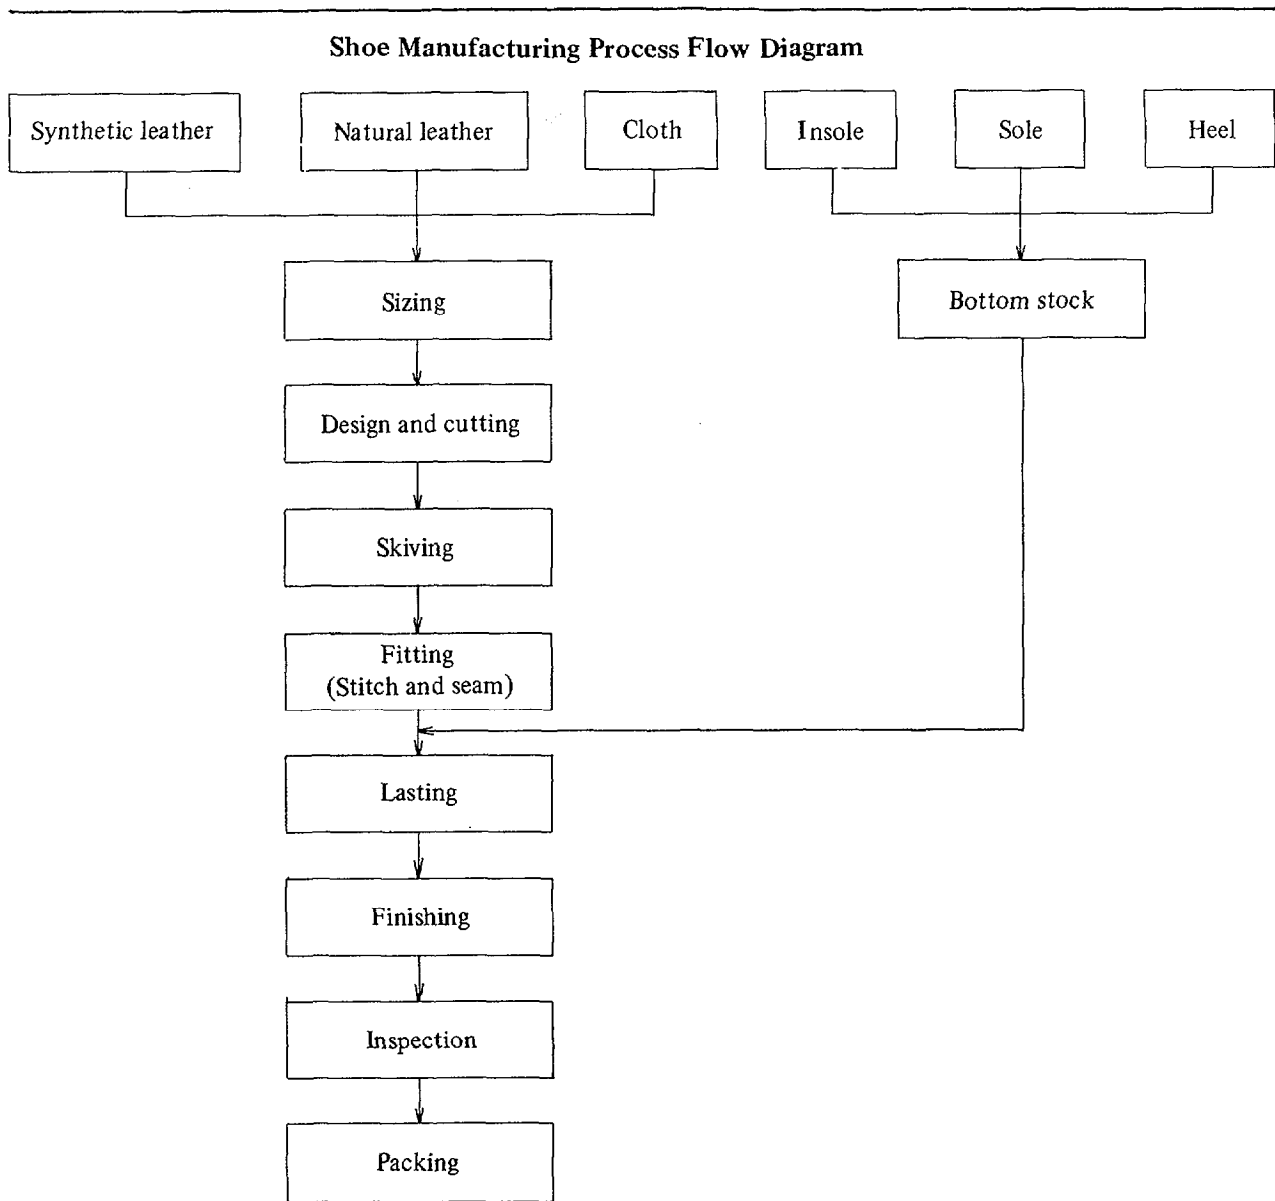 Shoe Manufacturing Process Flow Diagram
Synthetic leather
Natural leather
Cloth
Insole
Sole
Heel
Sizing
Bottom stock
Design and cutting
Skiving
Fitting
(Stitch and seam)
Lasting
Finishing
Inspection
Packing